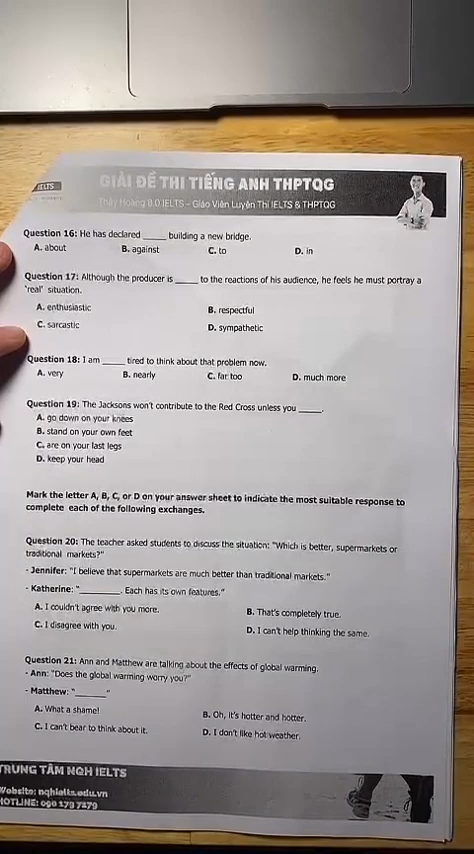 IELTS
GIẢI ĐỀ THI TIẾNG ANH THPTQG
Thầy Hoàng 8.0 IELTS - Giáo Viên Luyện Thi IELTS & THPTQG
Question 16: He has declared _____ building a new bridge.
A. about B. against C. to D. in
Question 17: Although the producer is _____ to the reactions of his audience, he feels he must portray a
'real' situation.
A. enthusiastic B. respectful
C. sarcastic D. sympathetic
Question 18: I am _____ tired to think about that problem now.
A. very B. nearly C. far too D. much more
Question 19: The Jacksons won't contribute to the Red Cross unless you _____.
A. go down on your knees
B. stand on your own feet
C. are on your last legs
D. keep your head
Mark the letter A, B, C, or D on your answer sheet to indicate the most suitable response to
complete each of the following exchanges.
Question 20: The teacher asked students to discuss the situation: "Which is better, supermarkets or
traditional markets?"
- Jennifer: "I believe that supermarkets are much better than traditional markets."
- Katherine: "________. Each has its own features."
A. I couldn't agree with you more. B. That's completely true.
C. I disagree with you. D. I can't help thinking the same.
Question 21: Ann and Matthew are talking about the effects of global warming.
- Ann: "Does the global warming worry you?"
- Matthew: "______"
A. What a shame! B. Oh, it's hotter and hotter.
C. I can't bear to think about it. D. I don't like hot weather.
TRUNG TÂM NQH IELTS
Website: nqhielts.edu.vn
HOTLINE: 090 179 7479